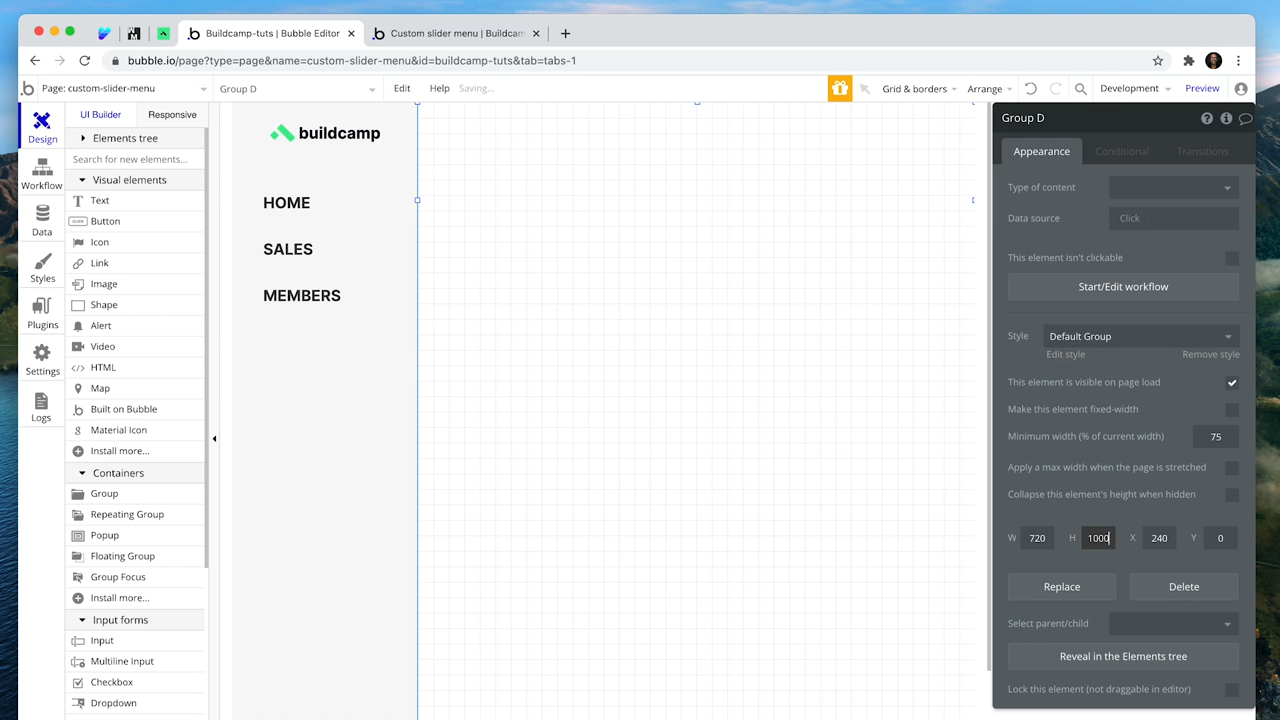 Buildcamp-tuts | Bubble Editor
Custom slider menu | Buildcam
bubble.io/page?type=page&name=custom-slider-menu&id=buildcamp-tuts&tab=tabs-1
Page: custom-slider-menu
Group D
Edit
Help
Saving...
Grid & borders
Arrange
Development
Preview
Design
Workflow
Data
Styles
Plugins
Settings
Logs
UI Builder
Responsive
Elements tree
Search for new elements...
Visual elements
Text
CLICK
Button
Icon
Link
Image
Shape
Alert
Video
HTML
Map
Built on Bubble
Material Icon
Install more...
Containers
Group
Repeating Group
Popup
Floating Group
Group Focus
Install more...
Input forms
Input
Multiline Input
Checkbox
Dropdown
buildcamp
HOME
SALES
MEMBERS
Group D
Appearance
Conditional
Transitions
Type of content
Data source
Click
This element isn't clickable
Start/Edit workflow
Style
Default Group
Edit style
Remove style
This element is visible on page load
Make this element fixed-width
Minimum width (% of current width)
75
Apply a max width when the page is stretched
Collapse this element's height when hidden
W 720 H 1000 X 240 Y 0
Replace
Delete
Select parent/child
Reveal in the Elements tree
Lock this element (not draggable in editor)